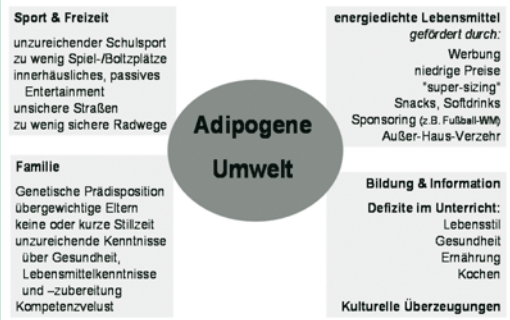 Sport & Freizeit
unzureichender Schulsport
zu wenig Spiel-/Boltzplätze
innerhäusliches, passives
Entertainment
unsichere Straßen
zu wenig sichere Radwege
energiedichte Lebensmittel
gefördert durch:
Werbung
niedrige Preise
"super-sizing"
Snacks, Softdrinks
Sponsoring (z.B. Fußball-WM)
Außer-Haus-Verzehr
Adipogene
Umwelt
Familie
Genetische Prädisposition
übergewichtige Eltern
keine oder kurze Stillzeit
unzureichende Kenntnisse
über Gesundheit,
Lebensmittelkenntnisse
und –zubereitung
Kompetenzvelust
Bildung & Information
Defizite im Unterricht:
Lebensstil
Gesundheit
Ernährung
Kochen
Kulturelle Überzeugungen